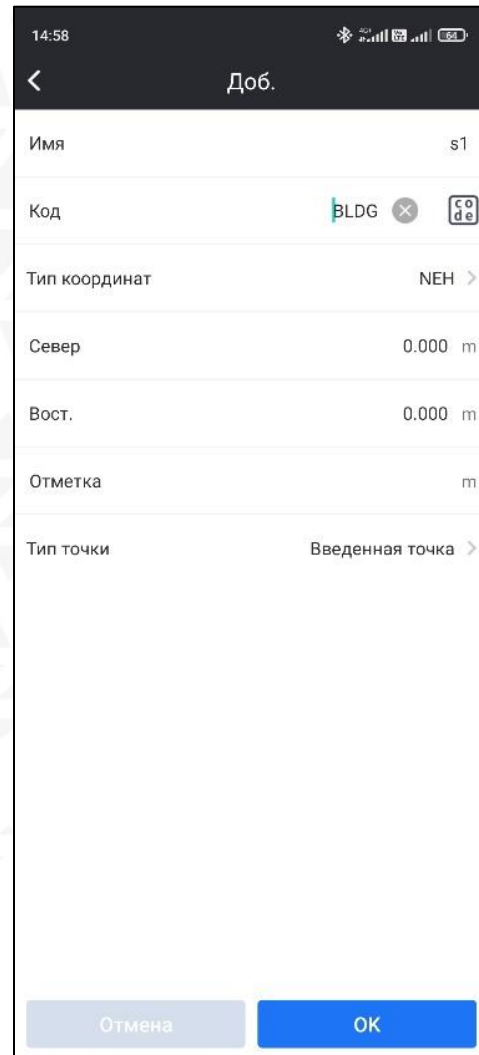 14:58 64
Доб.
Имя s1
Код BLDG code
Тип координат NEH
Север 0.000 m
Вост. 0.000 m
Отметка m
Тип точки Введенная точка
Отмена OK